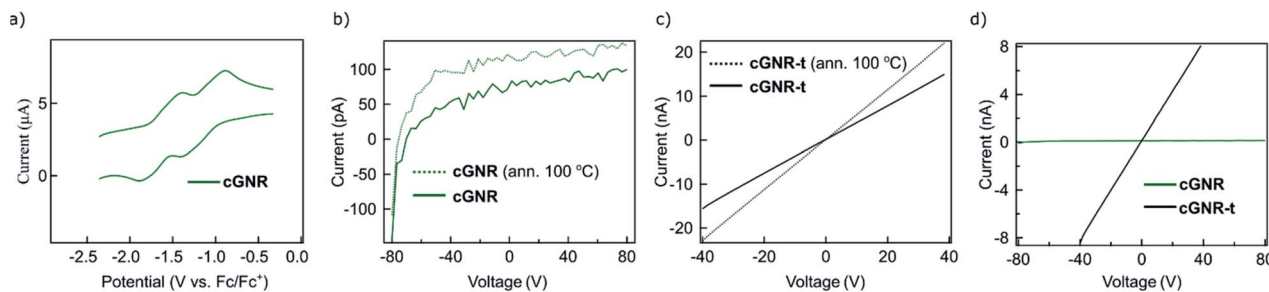 a)
Current (μA)
5
0
cGNR
-2.5 -2.0 -1.5 -1.0 -0.5 0.0
Potential (V vs. Fc/Fc⁺)
b)
Current (pA)
100
50
0
-50
-100
cGNR (ann. 100 °C)
cGNR
-80 -40 0 40 80
Voltage (V)
c)
Current (nA)
20
10
0
-10
-20
cGNR-t (ann. 100 °C)
cGNR-t
-40 -20 0 20 40
Voltage (V)
d)
Current (nA)
8
4
0
-4
-8
cGNR
cGNR-t
-80 -40 0 40 80
Voltage (V)